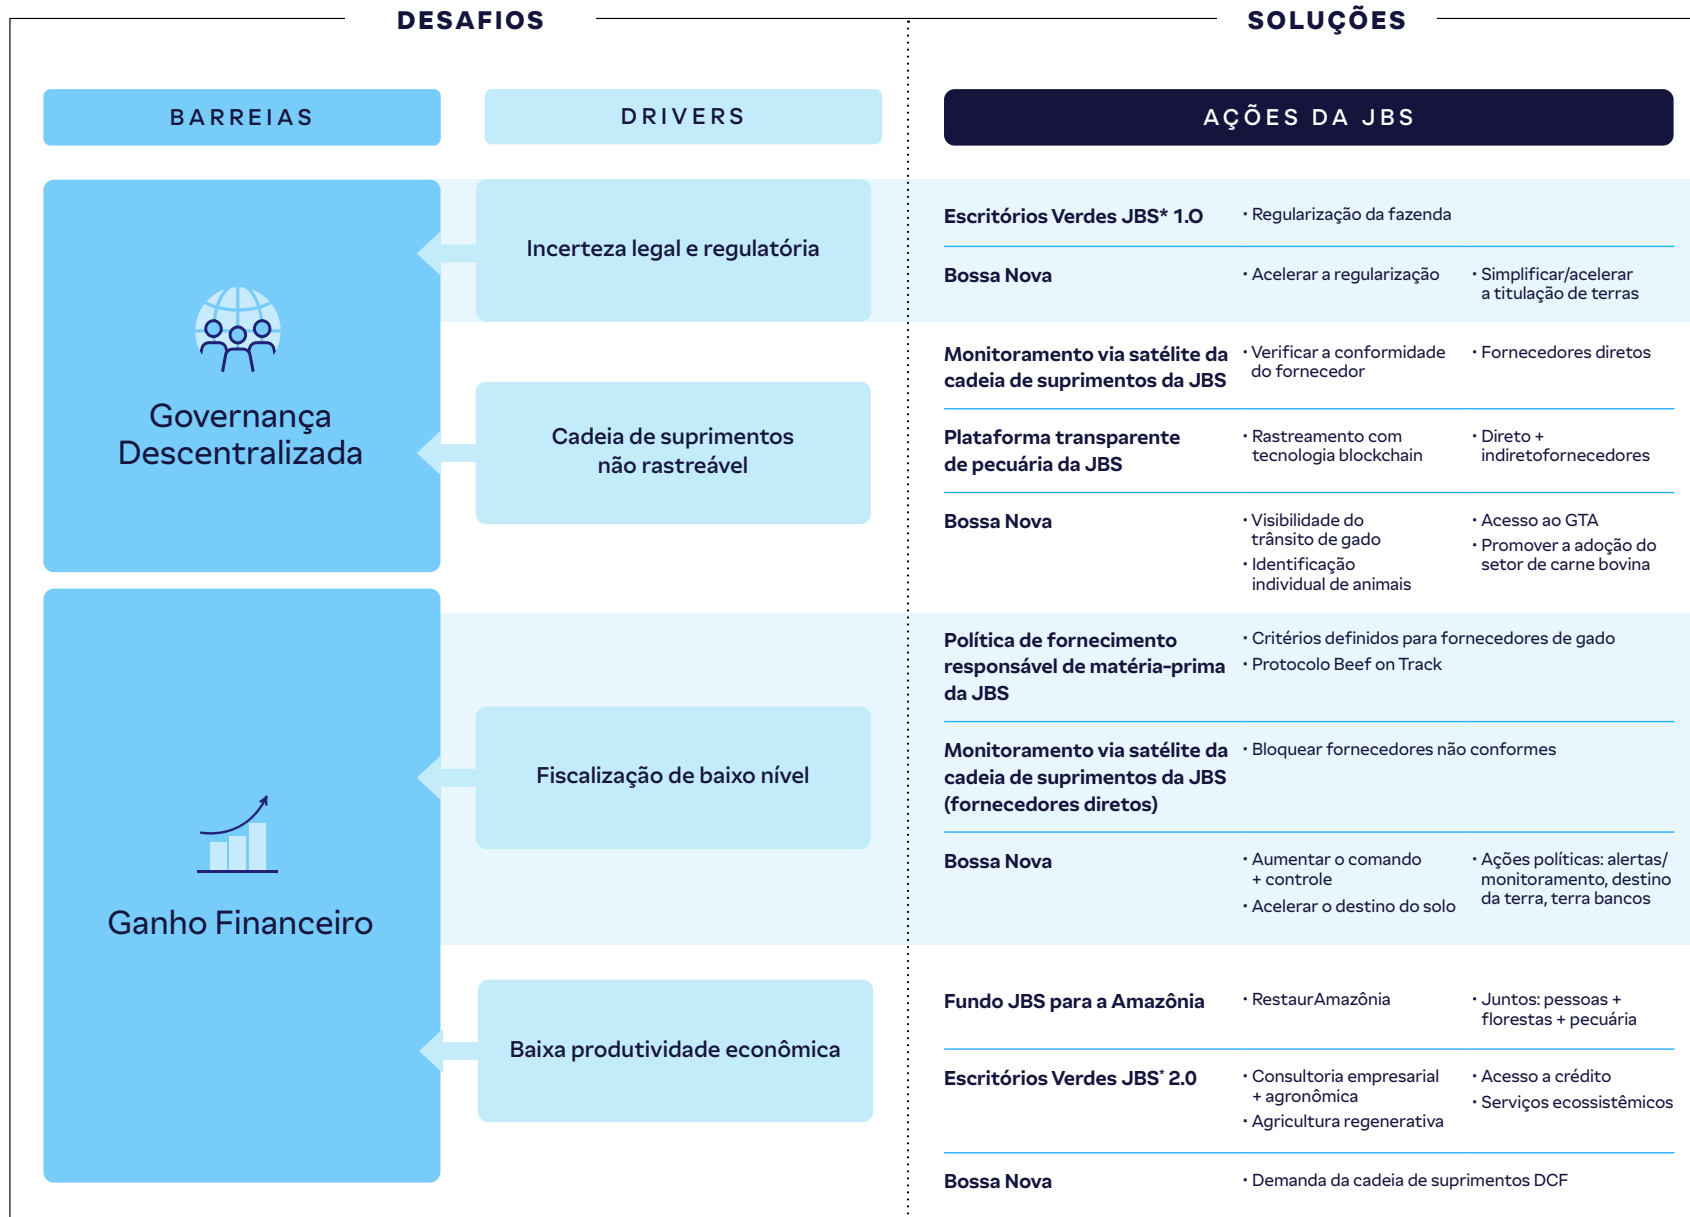 DESAFIOS
SOLUÇÕES
BARREIAS
DRIVERS
AÇÕES DA JBS
Governança
Descentralizada
Incerteza legal e regulatória
Escritórios Verdes JBS* 1.0
· Regularização da fazenda
Bossa Nova
· Acelerar a regularização
· Simplificar/acelerar
a titulação de terras
Cadeia de suprimentos
não rastreável
Monitoramento via satélite da
cadeia de suprimentos da JBS
· Verificar a conformidade
do fornecedor
· Fornecedores diretos
Plataforma transparente
de pecuária da JBS
· Rastreamento com
tecnologia blockchain
· Direto +
indiretofornecedores
Bossa Nova
· Visibilidade do
trânsito de gado
· Identificação
individual de animais
· Acesso ao GTA
· Promover a adoção do
setor de carne bovina
Ganho Financeiro
Fiscalização de baixo nível
Política de fornecimento
responsável de matéria-prima
da JBS
· Critérios definidos para fornecedores de gado
· Protocolo Beef on Track
Monitoramento via satélite da
cadeia de suprimentos da JBS
(fornecedores diretos)
· Bloquear fornecedores não conformes
Bossa Nova
· Aumentar o comando
+ controle
· Acelerar o destino do solo
· Ações políticas: alertas/
monitoramento, destino
da terra, terra bancos
Baixa produtividade econômica
Fundo JBS para a Amazônia
· RestaurAmazônia
· Juntos: pessoas +
florestas + pecuária
Escritórios Verdes JBS* 2.0
· Consultoria empresarial
+ agronômica
· Agricultura regenerativa
· Acesso a crédito
· Serviços ecossistêmicos
Bossa Nova
· Demanda da cadeia de suprimentos DCF